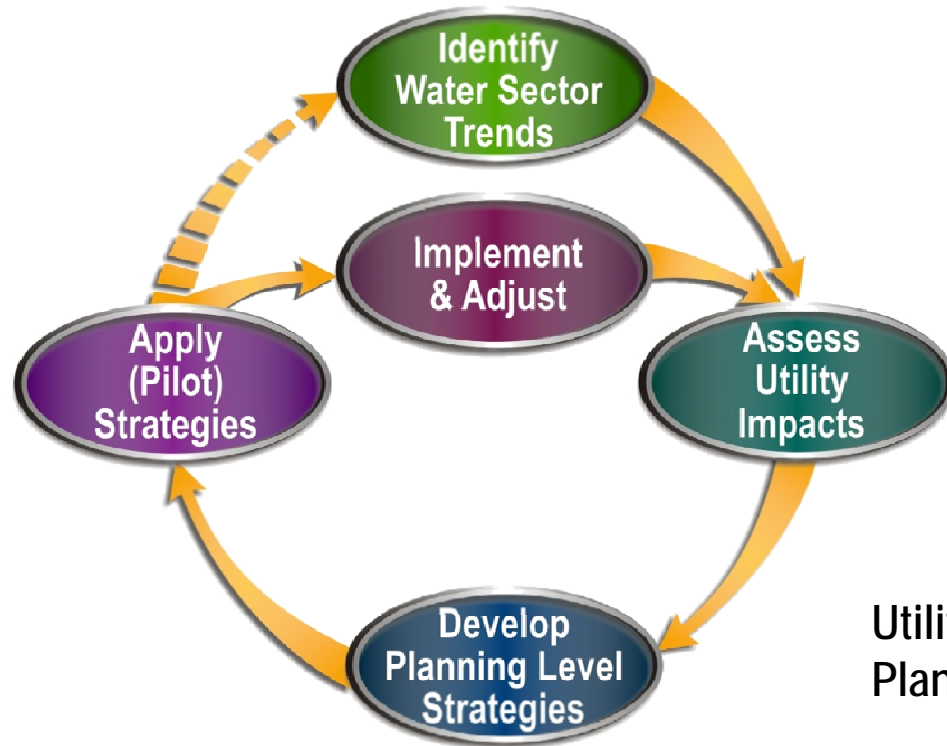 Identify
Water Sector
Trends
Implement
& Adjust
Apply
(Pilot)
Strategies
Assess
Utility
Impacts
Develop
Planning Level
Strategies